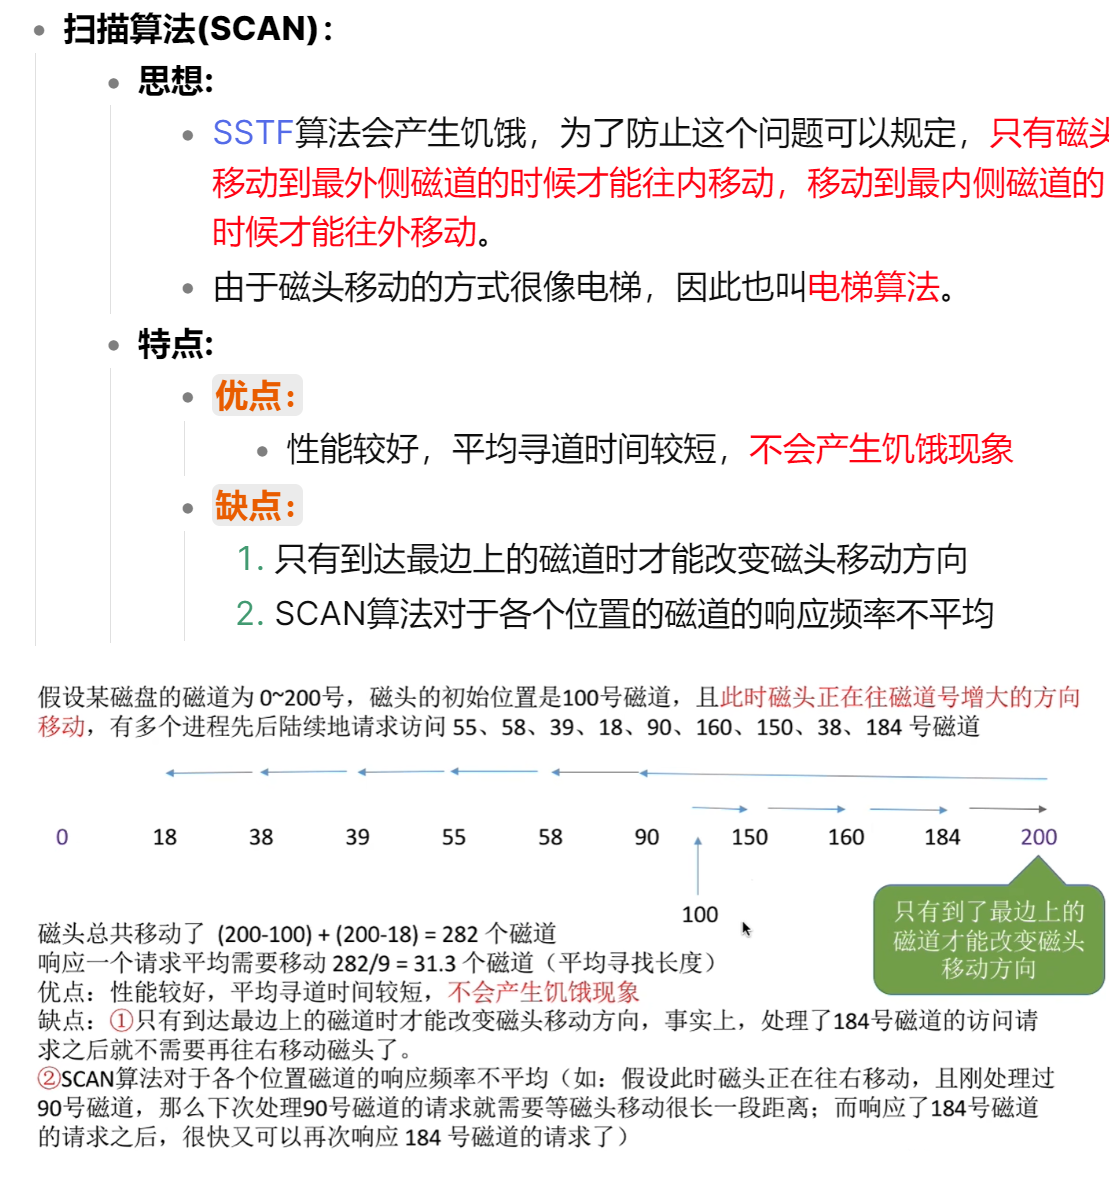 扫描算法(SCAN)：
思想:
SSTF算法会产生饥饿，为了防止这个问题可以规定，只有磁头
移动到最外侧磁道的时候才能往内移动，移动到最内侧磁道的
时候才能往外移动。
由于磁头移动的方式很像电梯，因此也叫电梯算法。
特点:
优点：
性能较好，平均寻道时间较短，不会产生饥饿现象
缺点：
1. 只有到达最边上的磁道时才能改变磁头移动方向
2. SCAN算法对于各个位置的磁道的响应频率不平均
假设某磁盘的磁道为 0~200号，磁头的初始位置是100号磁道，且此时磁头正在往磁道号增大的方向
移动，有多个进程先后陆续地请求访问 55、58、39、18、90、160、150、38、184 号磁道
0 18 38 39 55 58 90 150 160 184 200
100
只有到了最边上的
磁道才能改变磁头
移动方向
磁头总共移动了 (200-100) + (200-18) = 282 个磁道
响应一个请求平均需要移动 282/9 = 31.3 个磁道（平均寻找长度）
优点：性能较好，平均寻道时间较短，不会产生饥饿现象
缺点：①只有到达最边上的磁道时才能改变磁头移动方向，事实上，处理了184号磁道的访问请
求之后就不需要再往右移动磁头了。
②SCAN算法对于各个位置磁道的响应频率不平均（如：假设此时磁头正在往右移动，且刚处理过
90号磁道，那么下次处理90号磁道的请求就需要等磁头移动很长一段距离；而响应了184号磁道
的请求之后，很快又可以再次响应 184 号磁道的请求了）